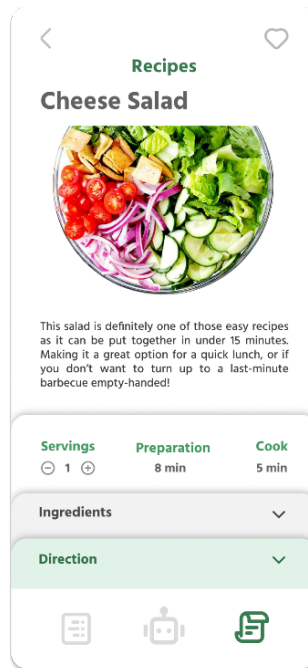 Recipes
Cheese Salad
This salad is definitely one of those easy recipes
as it can be put together in under 15 minutes.
Making it a great option for a quick lunch, or if
you don't want to turn up to a last-minute
barbecue empty-handed!
Servings Preparation Cook
1 8 min 5 min
Ingredients
Direction